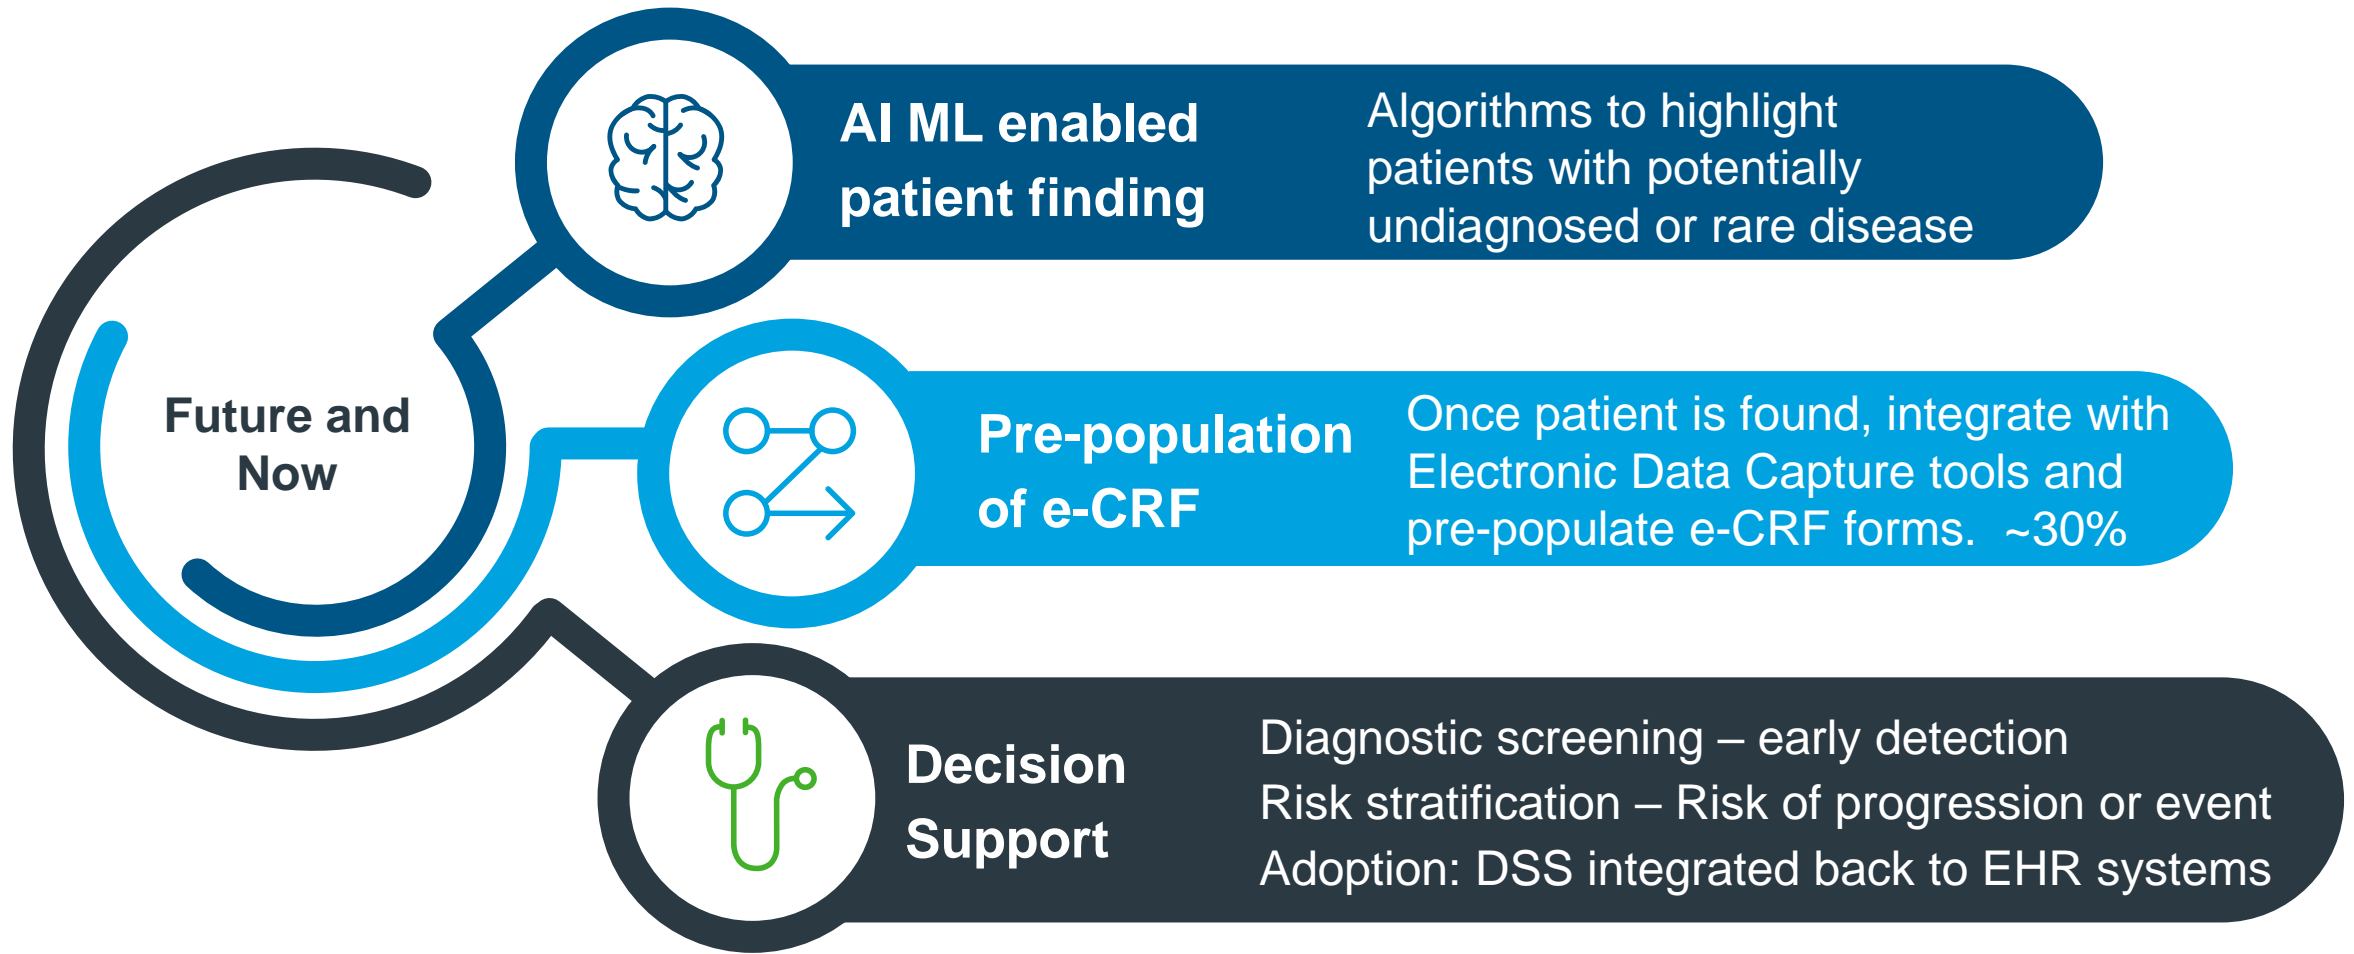 Future and
Now
AI ML enabled
patient finding
Algorithms to highlight
patients with potentially
undiagnosed or rare disease
Pre-population
of e-CRF
Once patient is found, integrate with
Electronic Data Capture tools and
pre-populate e-CRF forms.  ~30%
Decision
Support
Diagnostic screening – early detection
Risk stratification – Risk of progression or event
Adoption: DSS integrated back to EHR systems